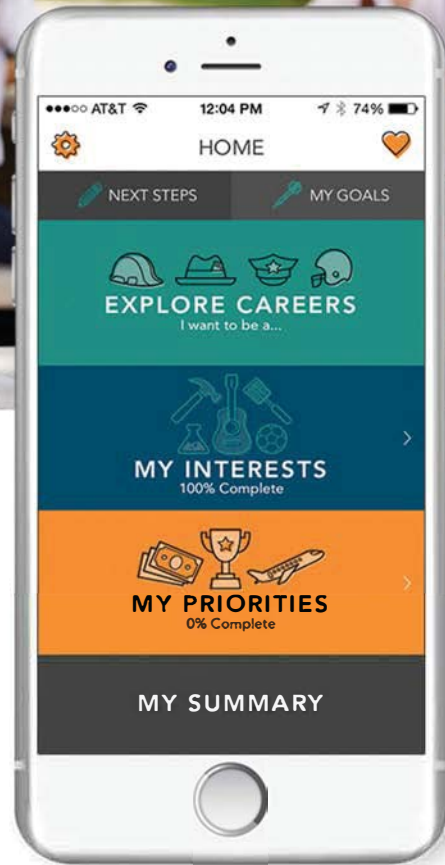 AT&T 12:04 PM 74%
HOME
NEXT STEPS MY GOALS
EXPLORE CAREERS
I want to be a...
MY INTERESTS
100% Complete
MY PRIORITIES
0% Complete
MY SUMMARY